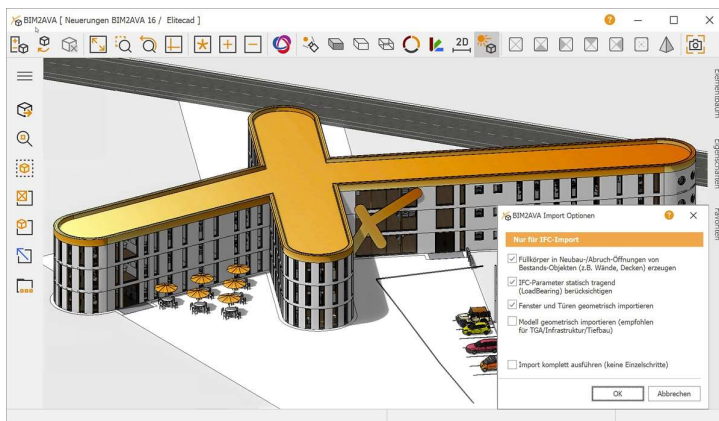 BIM2AVA [ Neuerungen BIM2AVA 16 / Elitecad ]
2D
Elementbaum
Eigenschaften
Favoriten
BIM2AVA Import Optionen
Nur für IFC-Import
Füllkörper in Neubau-/Abruch-Öffnungen von
Bestands-Objekten (z.B. Wände, Decken) erzeugen
IFC-Parameter statisch tragend
(LoadBearing) berücksichtigen
Fenster und Türen geometrisch importieren
Modell geometrisch importieren (empfohlen
für TGA/Infrastruktur/Tiefbau)
Import komplett ausführen (keine Einzelschritte)
OK
Abbrechen